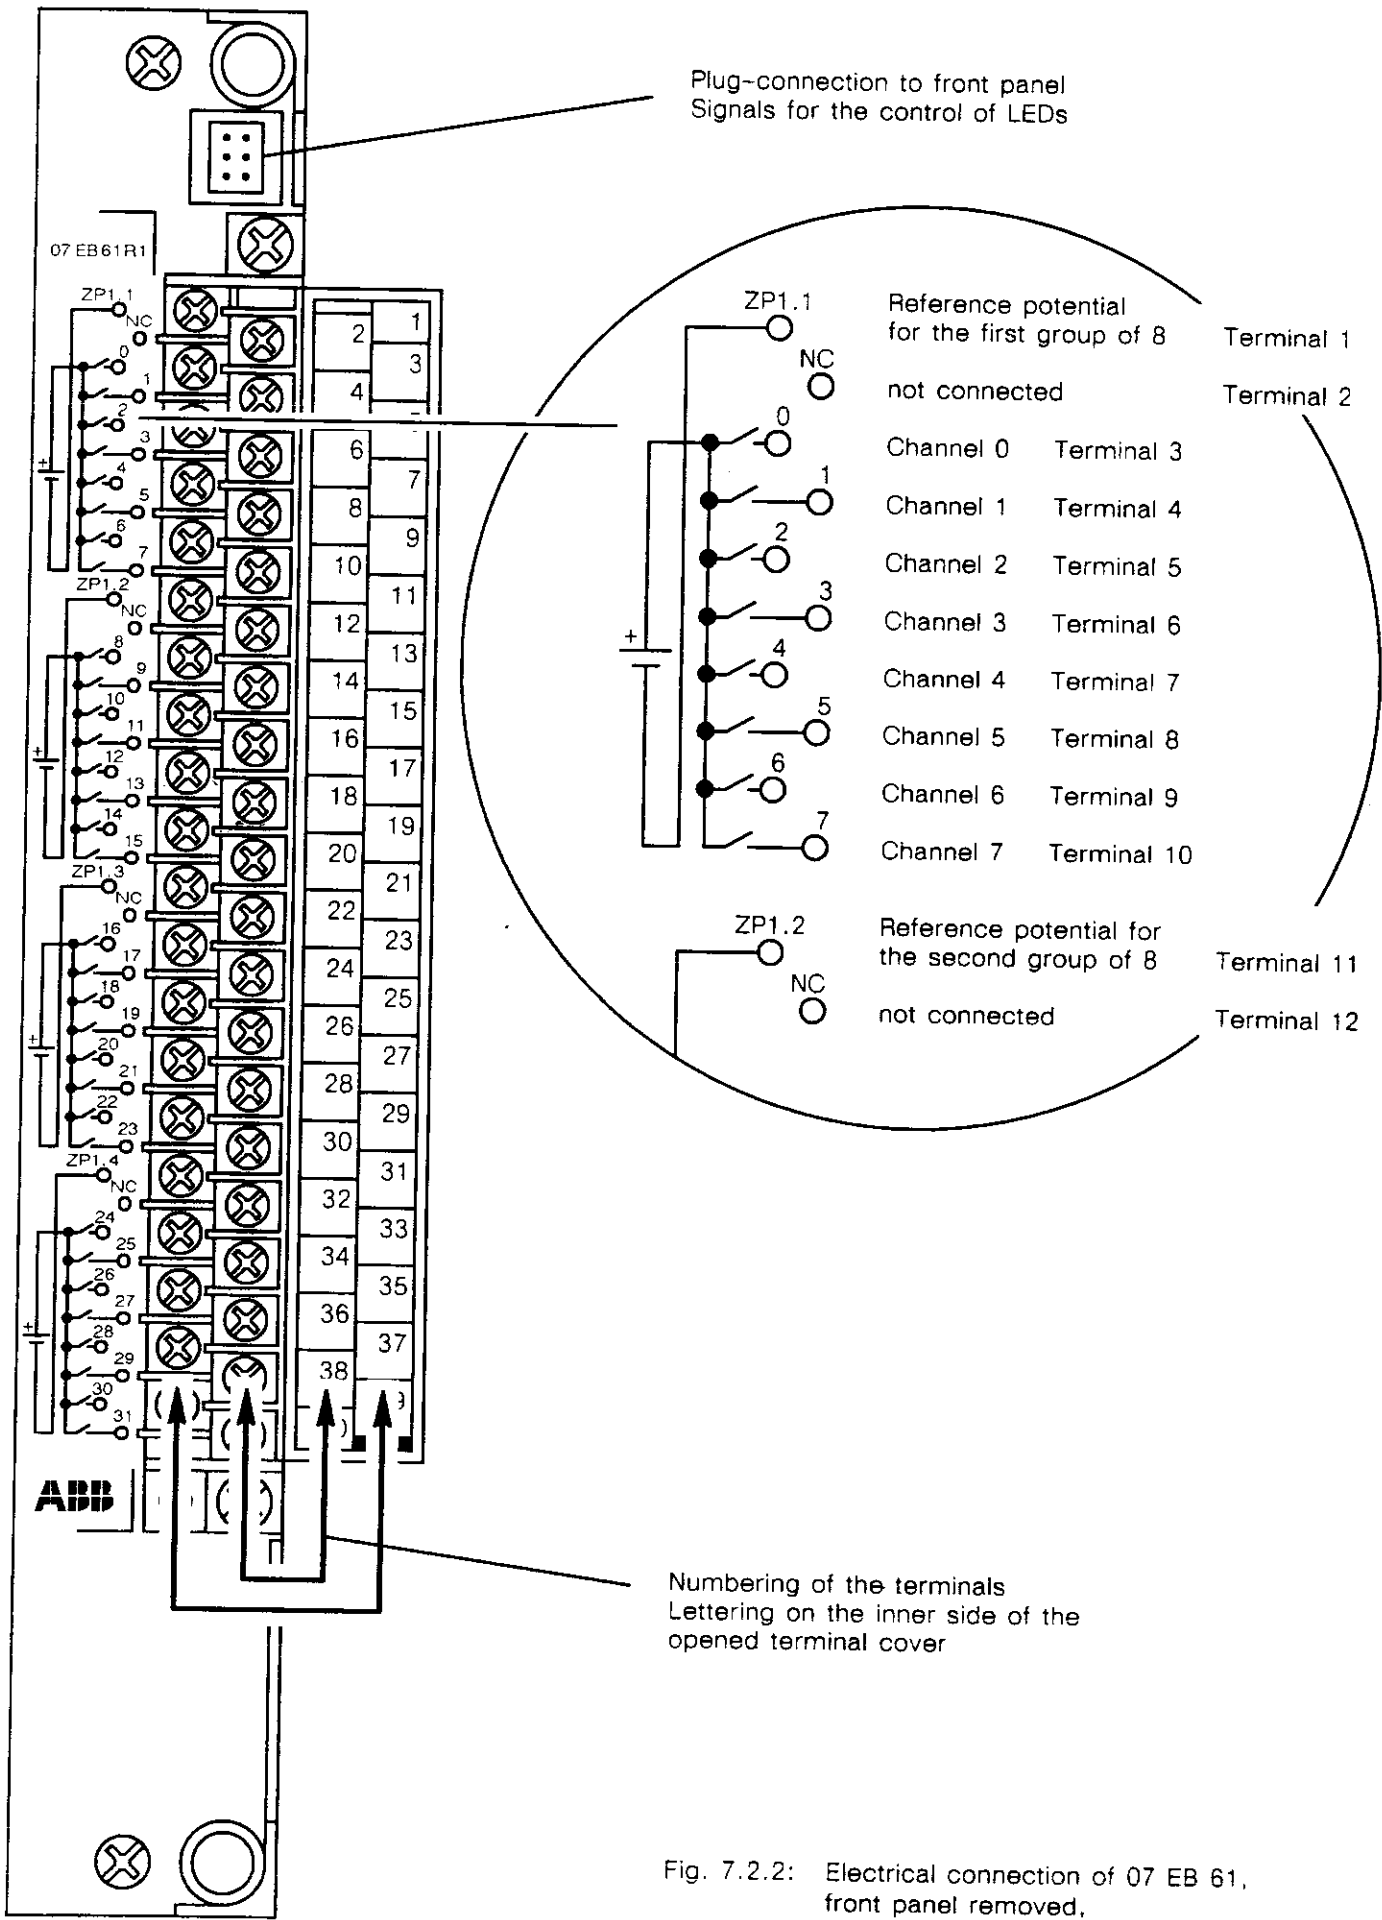 Plug-connection to front panel
Signals for the control of LEDs
07 EB61R1
ZP1.1
NC
0
1
2
3
4
5
6
7
ZP1.2
NC
8
9
10
11
12
13
14
15
ZP1.3
NC
16
17
18
19
20
21
22
23
ZP1.4
NC
24
25
26
27
28
29
30
31
+
+
+
+
ABB
1
2
3
4
6
7
8
9
10
11
12
13
14
15
16
17
18
19
20
21
22
23
24
25
26
27
28
29
30
31
32
33
34
35
36
37
38
9
ZP1.1 Reference potential
for the first group of 8 Terminal 1
NC not connected Terminal 2
0 Channel 0 Terminal 3
1 Channel 1 Terminal 4
2 Channel 2 Terminal 5
3 Channel 3 Terminal 6
+
4 Channel 4 Terminal 7
5 Channel 5 Terminal 8
6 Channel 6 Terminal 9
7 Channel 7 Terminal 10
ZP1.2 Reference potential for
the second group of 8 Terminal 11
NC not connected Terminal 12
Numbering of the terminals
Lettering on the inner side of the
opened terminal cover
Fig. 7.2.2: Electrical connection of 07 EB 61,
front panel removed,